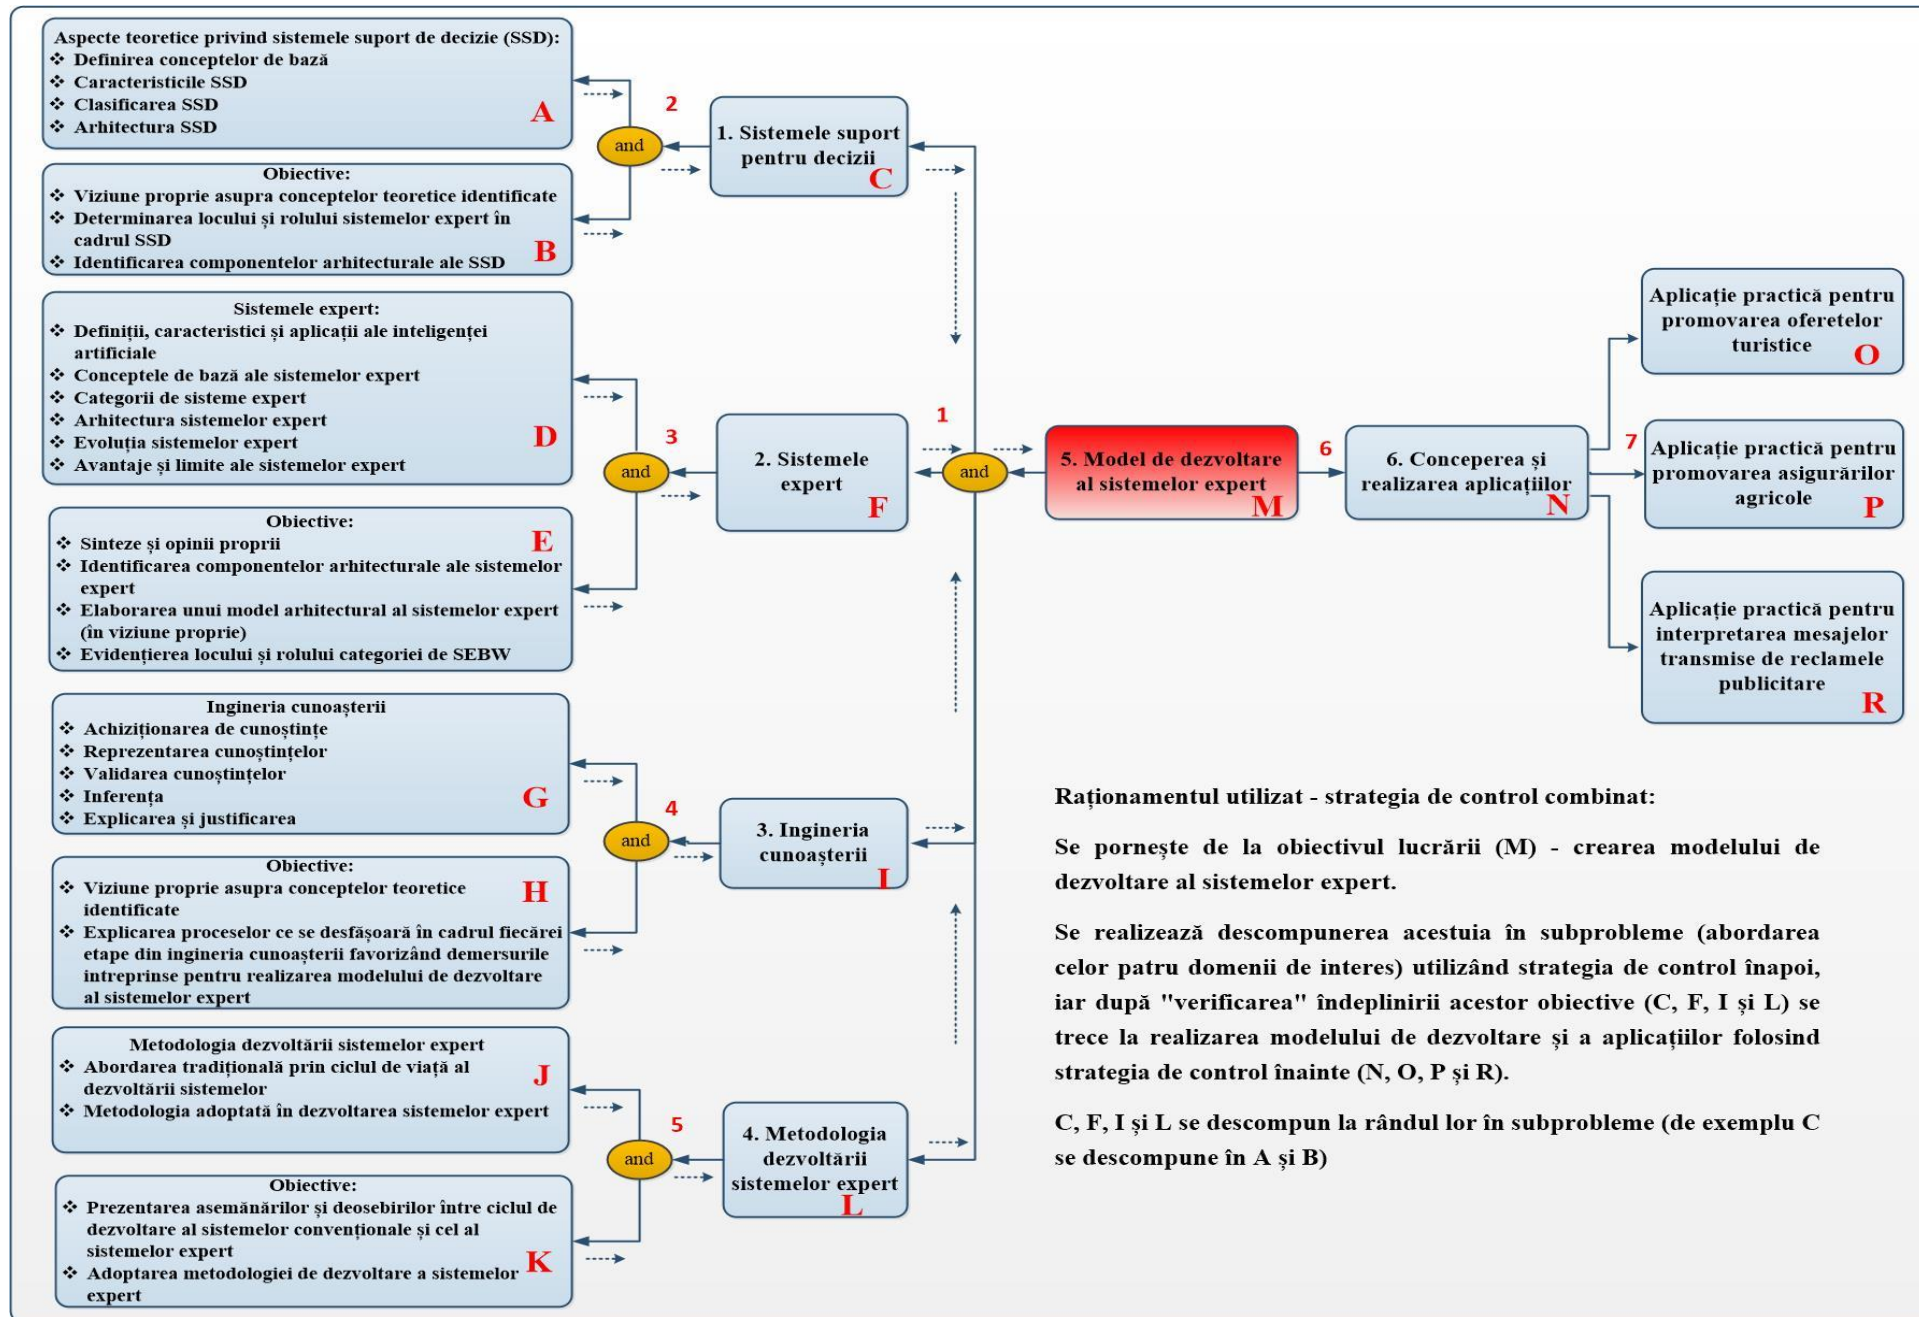 Aspecte teoretice privind sistemele suport de decizie (SSD):
❖ Definirea conceptelor de bază
❖ Caracteristicile SSD
❖ Clasificarea SSD
❖ Arhitectura SSD
A
Obiective:
❖ Viziune proprie asupra conceptelor teoretice identificate
❖ Determinarea locului și rolului sistemelor expert în
cadrul SSD
❖ Identificarea componentelor arhitecturale ale SSD
B
and
2
1. Sistemele suport
pentru decizii
C
Sistemele expert:
❖ Definiții, caracteristici și aplicații ale inteligenței
artificiale
❖ Conceptele de bază ale sistemelor expert
❖ Categorii de sisteme expert
❖ Arhitectura sistemelor expert
❖ Evoluția sistemelor expert
❖ Avantaje și limite ale sistemelor expert
D
Obiective:
❖ Sinteze și opinii proprii
❖ Identificarea componentelor arhitecturale ale sistemelor
expert
❖ Elaborarea unui model arhitectural al sistemelor expert
(în viziune proprie)
❖ Evidențierea locului și rolului categoriei de SEBW
E
and
3
2. Sistemele
expert
F
Ingineria cunoașterii
❖ Achiziționarea de cunoștințe
❖ Reprezentarea cunoștințelor
❖ Validarea cunoștințelor
❖ Inferența
❖ Explicarea și justificarea
G
Obiective:
❖ Viziune proprie asupra conceptelor teoretice
identificate
❖ Explicarea proceselor ce se desfășoară în cadrul fiecărei
etape din ingineria cunoașterii favorizând demersurile
intreprinse pentru realizarea modelului de dezvoltare
al sistemelor expert
H
and
4
3. Ingineria
cunoașterii
I
Metodologia dezvoltării sistemelor expert
❖ Abordarea tradițională prin ciclul de viață al
dezvoltării sistemelor
❖ Metodologia adoptată în dezvoltarea sistemelor expert
J
Obiective:
❖ Prezentarea asemănărilor și deosebirilor între ciclul de
dezvoltare al sistemelor convenționale și cel al
sistemelor expert
❖ Adoptarea metodologiei de dezvoltare a sistemelor
expert
K
and
5
4. Metodologia
dezvoltării
sistemelor expert
L
1
and
5. Model de dezvoltare
al sistemelor expert
M
6
6. Conceperea și
realizarea aplicațiilor
N
7
Aplicație practică pentru
promovarea oferetelor
turistice
O
Aplicație practică pentru
promovarea asigurărilor
agricole
P
Aplicație practică pentru
interpretarea mesajelor
transmise de reclamele
publicitare
R
Raționamentul utilizat - strategia de control combinat:
Se pornește de la obiectivul lucrării (M) - crearea modelului de
dezvoltare al sistemelor expert.
Se realizează descompunerea acestuia în subprobleme (abordarea
celor patru domenii de interes) utilizând strategia de control înapoi,
iar după "verificarea" îndeplinirii acestor obiective (C, F, I și L) se
trece la realizarea modelului de dezvoltare și a aplicațiilor folosind
strategia de control înainte (N, O, P și R).
C, F, I și L se descompun la rândul lor în subprobleme (de exemplu C
se descompune în A și B)